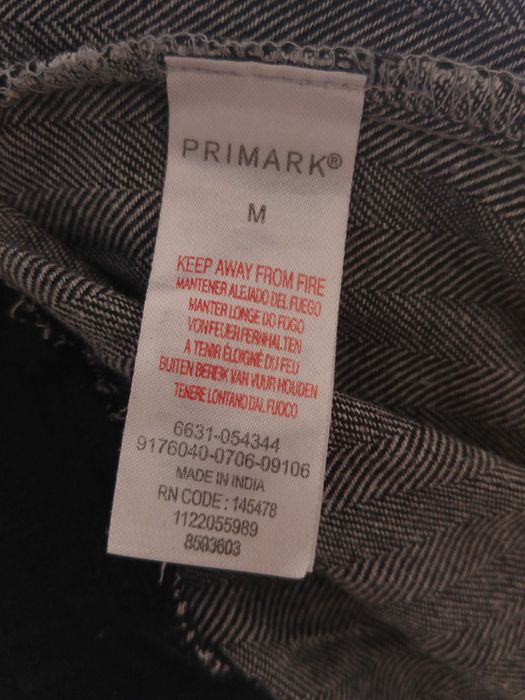 PRIMARK®
M
KEEP AWAY FROM FIRE
MANTENER ALEJADO DEL FUEGO
MANTER LONGE DO FOGO
VON FEUER FERNHALTEN
A TENIR ÉLOIGNÉ DU FEU
BUITEN BEREIK VAN VUUR HOUDEN
TENERE LONTANO DAL FUOCO
6631-054344
9176040-0706-09106
MADE IN INDIA
RN CODE : 145478
1122055989
8593603